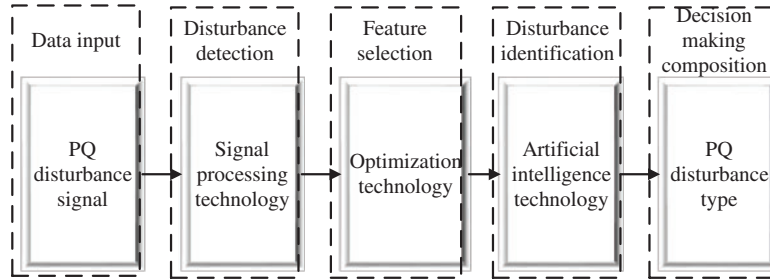 Data input
PQ
disturbance
signal
Disturbance
detection
Signal
processing
technology
Feature
selection
Optimization
technology
Disturbance
identification
Artificial
intelligence
technology
Decision
making
composition
PQ
disturbance
type